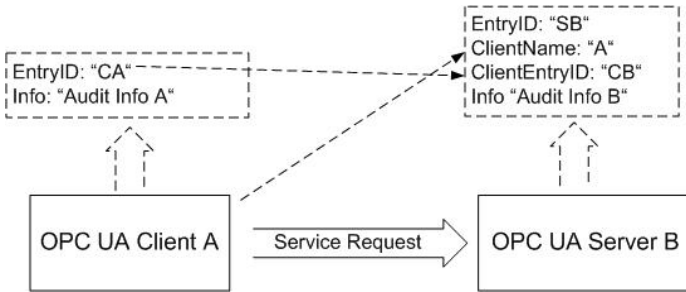 EntryID: "SB"
ClientName: "A"
EntryID: "CA"
ClientEntryID: "CB"
Info: "Audit Info A"
Info "Audit Info B"
OPC UA Client A
Service Request
OPC UA Server B